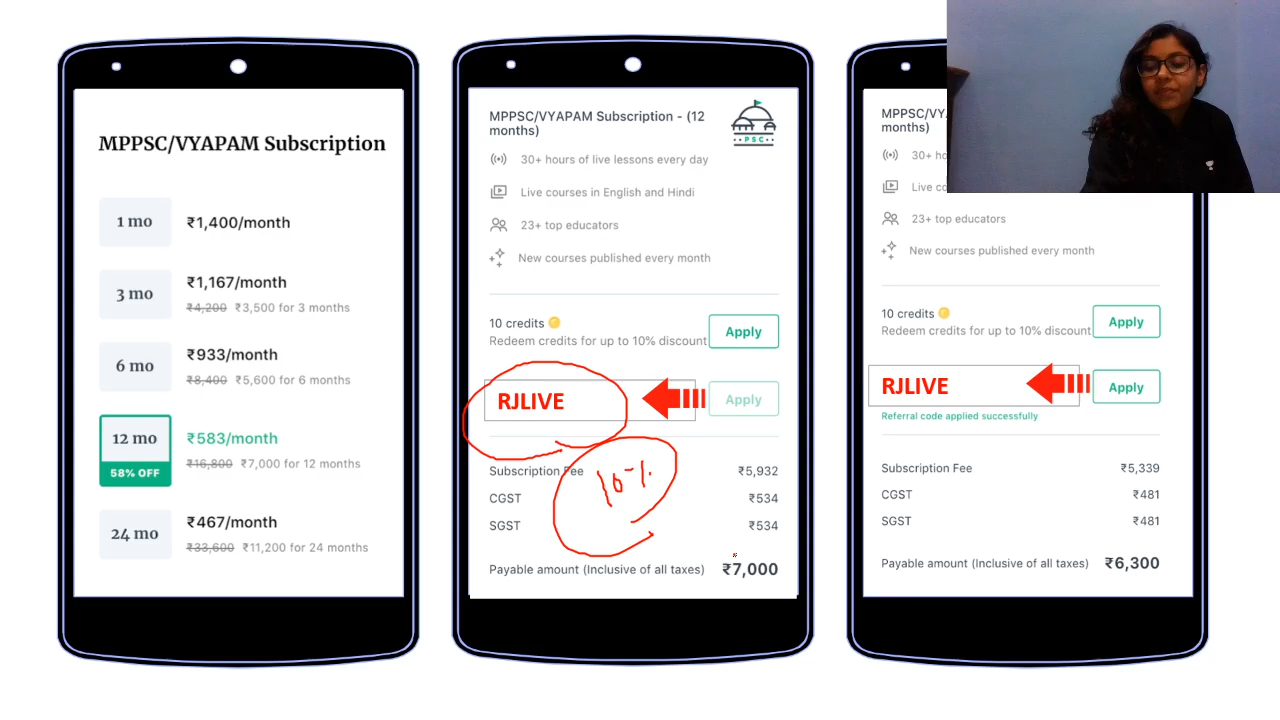 MPPSC/VYAPAM Subscription
1 mo
₹1,400/month
3 mo
₹1,167/month
₹4,200 ₹3,500 for 3 months
6 mo
₹933/month
₹8,400 ₹5,600 for 6 months
12 mo
58% OFF
₹583/month
₹16,800 ₹7,000 for 12 months
24 mo
₹467/month
₹33,600 ₹11,200 for 24 months
MPPSC/VYAPAM Subscription - (12
months)
PSC
30+ hours of live lessons every day
Live courses in English and Hindi
23+ top educators
New courses published every month
10 credits
Redeem credits for up to 10% discount
Apply
RJLIVE
Apply
10%
Subscription Fee ₹5,932
CGST ₹534
SGST ₹534
Payable amount (Inclusive of all taxes) ₹7,000
MPPSC/VY
months)
30+ ho
Live co
23+ top educators
New courses published every month
10 credits
Redeem credits for up to 10% discount
Apply
RJLIVE
Apply
Referral code applied successfully
Subscription Fee ₹5,339
CGST ₹481
SGST ₹481
Payable amount (Inclusive of all taxes) ₹6,300